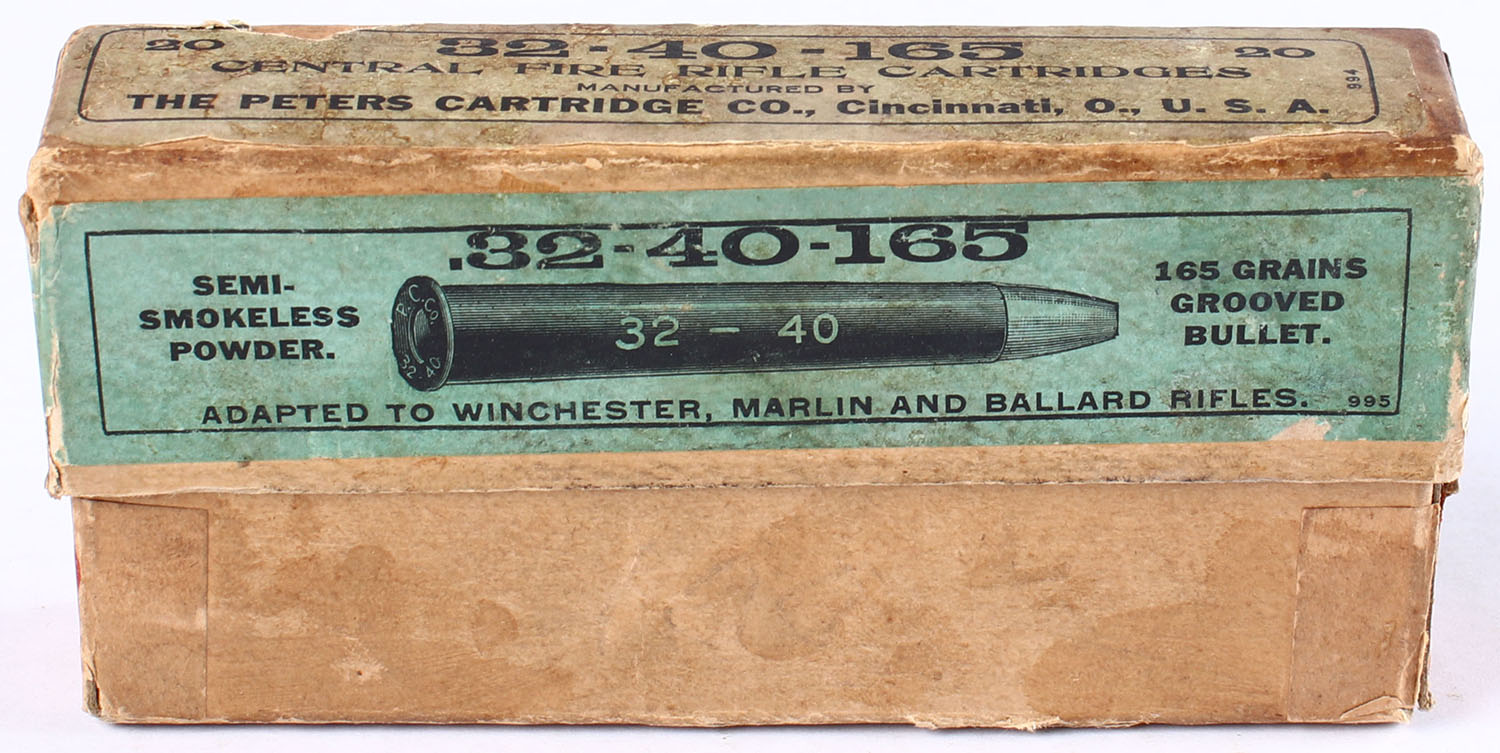 20 32-40-165 20
CENTRAL FIRE RIFLE CARTRIDGES
MANUFACTURED BY
THE PETERS CARTRIDGE CO., Cincinnati, O., U. S. A.
994
.32-40-165
SEMI-
SMOKELESS
POWDER.
P. C. Co
32-40
32 - 40
165 GRAINS
GROOVED
BULLET.
ADAPTED TO WINCHESTER, MARLIN AND BALLARD RIFLES.
995